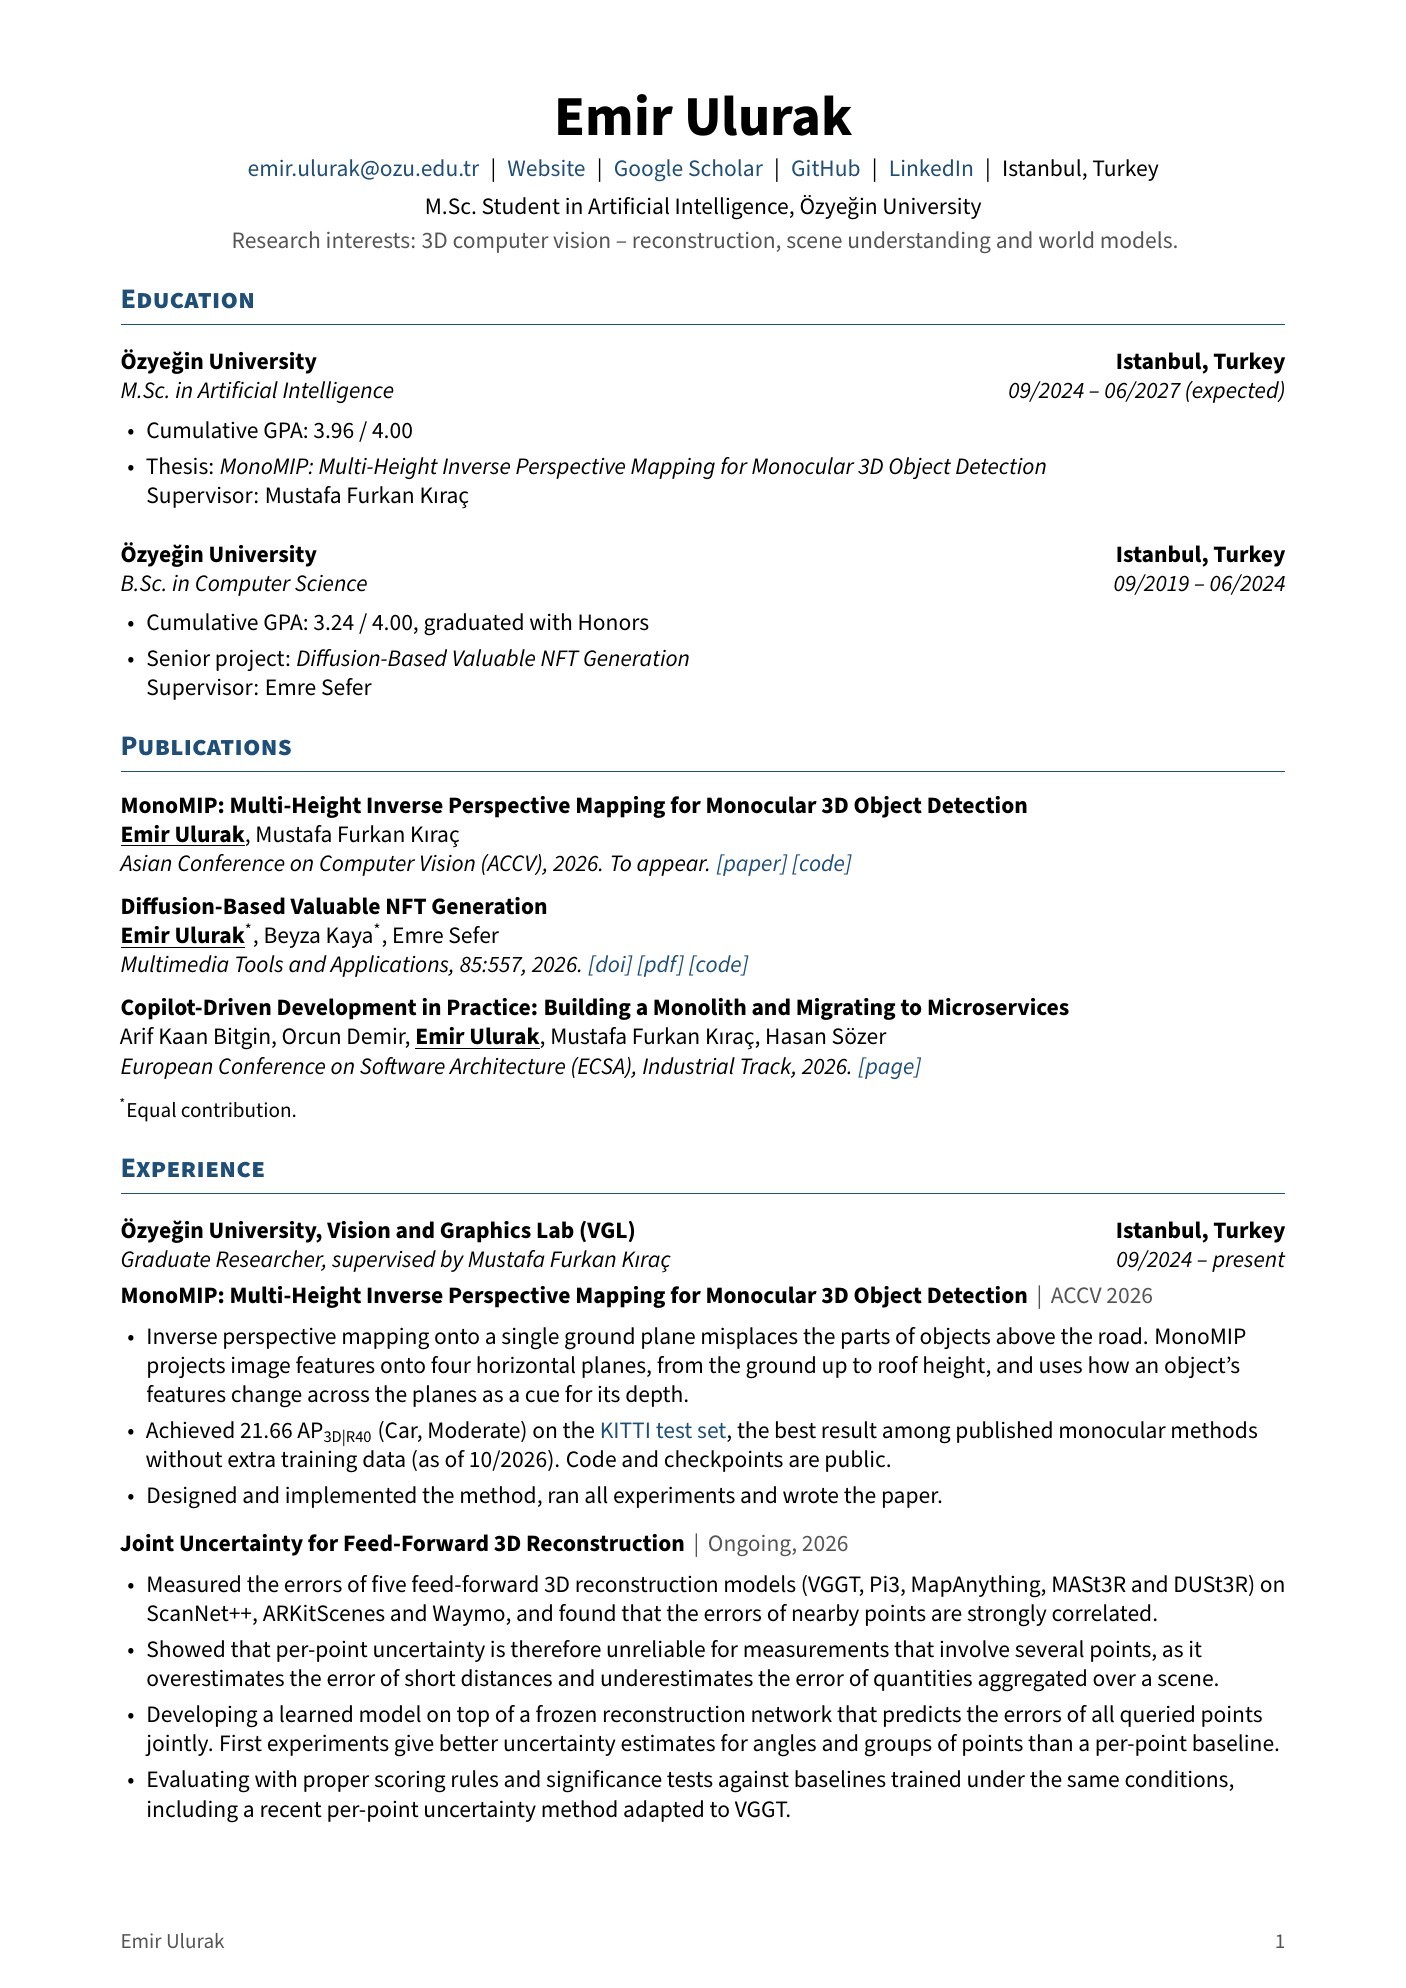 Emir Ulurak
emir.ulurak@ozu.edu.tr | Website | Google Scholar | GitHub | LinkedIn | Istanbul, Turkey
M.Sc. Student in Artificial Intelligence, Özyeğin University
Research interests: 3D computer vision – reconstruction, scene understanding and world models.
Education
Özyeğin University Istanbul, Turkey
M.Sc. in Artificial Intelligence 09/2024 – 06/2027 (expected)
• Cumulative GPA: 3.96 / 4.00
• Thesis: MonoMIP: Multi-Height Inverse Perspective Mapping for Monocular 3D Object Detection
Supervisor: Mustafa Furkan Kıraç
Özyeğin University Istanbul, Turkey
B.Sc. in Computer Science 09/2019 – 06/2024
• Cumulative GPA: 3.24 / 4.00, graduated with Honors
• Senior project: Diffusion-Based Valuable NFT Generation
Supervisor: Emre Sefer
Publications
MonoMIP: Multi-Height Inverse Perspective Mapping for Monocular 3D Object Detection
Emir Ulurak, Mustafa Furkan Kıraç
Asian Conference on Computer Vision (ACCV), 2026. To appear. [paper] [code]
Diffusion-Based Valuable NFT Generation
Emir Ulurak*, Beyza Kaya*, Emre Sefer
Multimedia Tools and Applications, 85:557, 2026. [doi] [pdf] [code]
Copilot-Driven Development in Practice: Building a Monolith and Migrating to Microservices
Arif Kaan Bitgin, Orcun Demir, Emir Ulurak, Mustafa Furkan Kıraç, Hasan Sözer
European Conference on Software Architecture (ECSA), Industrial Track, 2026. [page]
*Equal contribution.
Experience
Özyeğin University, Vision and Graphics Lab (VGL) Istanbul, Turkey
Graduate Researcher, supervised by Mustafa Furkan Kıraç 09/2024 – present
MonoMIP: Multi-Height Inverse Perspective Mapping for Monocular 3D Object Detection | ACCV 2026
• Inverse perspective mapping onto a single ground plane misplaces the parts of objects above the road. MonoMIP
projects image features onto four horizontal planes, from the ground up to roof height, and uses how an object’s
features change across the planes as a cue for its depth.
• Achieved 21.66 AP3D|R40 (Car, Moderate) on the KITTI test set, the best result among published monocular methods
without extra training data (as of 10/2026). Code and checkpoints are public.
• Designed and implemented the method, ran all experiments and wrote the paper.
Joint Uncertainty for Feed-Forward 3D Reconstruction | Ongoing, 2026
• Measured the errors of five feed-forward 3D reconstruction models (VGGT, Pi3, MapAnything, MASt3R and DUSt3R) on
ScanNet++, ARKitScenes and Waymo, and found that the errors of nearby points are strongly correlated.
• Showed that per-point uncertainty is therefore unreliable for measurements that involve several points, as it
overestimates the error of short distances and underestimates the error of quantities aggregated over a scene.
• Developing a learned model on top of a frozen reconstruction network that predicts the errors of all queried points
jointly. First experiments give better uncertainty estimates for angles and groups of points than a per-point baseline.
• Evaluating with proper scoring rules and significance tests against baselines trained under the same conditions,
including a recent per-point uncertainty method adapted to VGGT.
Emir Ulurak 1